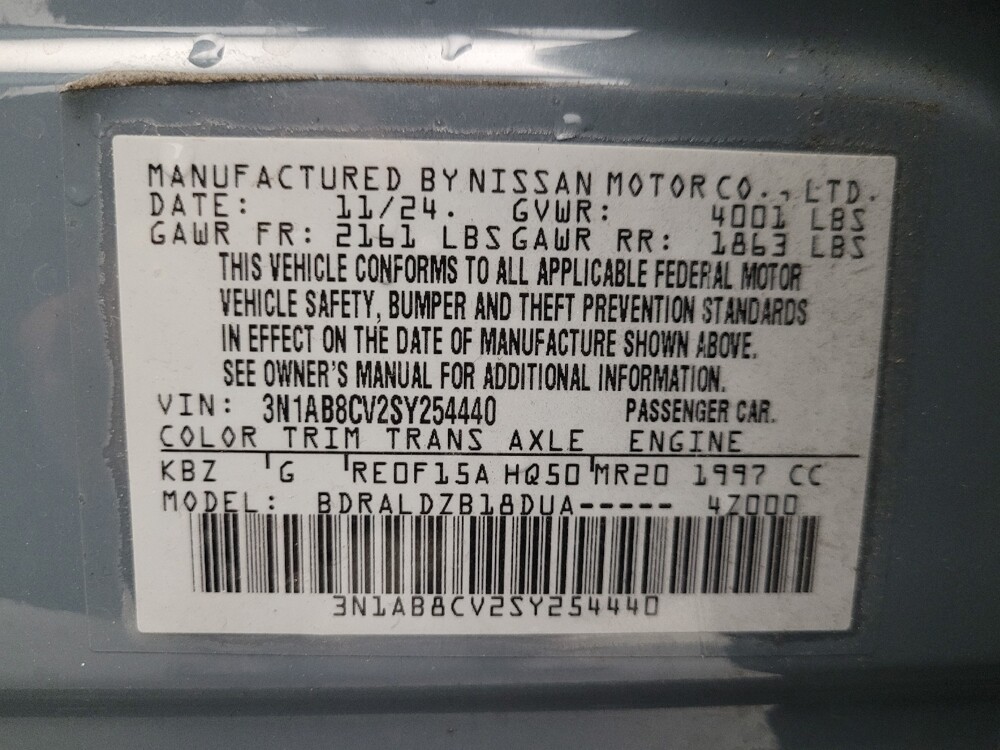 MANUFACTURED BY NISSAN MOTOR CO., LTD.
DATE: 11/24. GVWR: 4001 LBS
GAWR FR: 2161 LBS GAWR RR: 1863 LBS
THIS VEHICLE CONFORMS TO ALL APPLICABLE FEDERAL MOTOR
VEHICLE SAFETY, BUMPER AND THEFT PREVENTION STANDARDS
IN EFFECT ON THE DATE OF MANUFACTURE SHOWN ABOVE.
SEE OWNER'S MANUAL FOR ADDITIONAL INFORMATION.
VIN: 3N1AB8CV2SY254440 PASSENGER CAR.
COLOR TRIM TRANS AXLE ENGINE
KBZ G RE0F15A HQ50 MR20 1997 CC
MODEL: BDRALDZB18DUA----- 4Z000
3N1AB8CV2SY254440